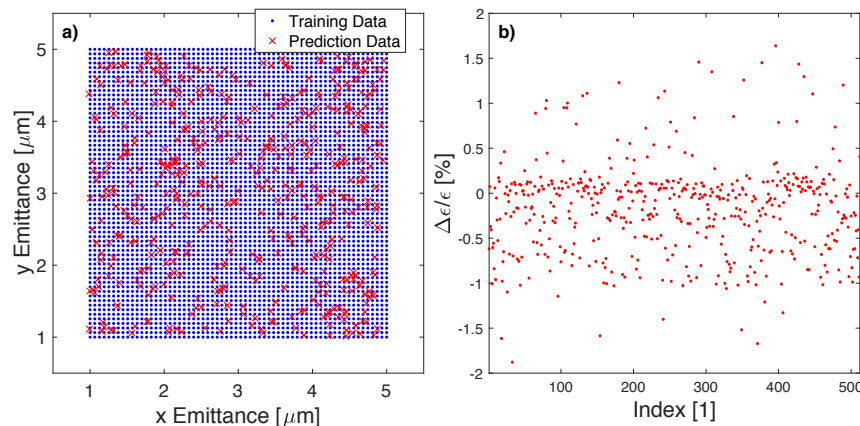 a)
Training Data
Prediction Data
5
4
3
2
1
y Emittance [μm]
1 2 3 4 5
x Emittance [μm]
b)
2
1.5
1
0.5
0
-0.5
-1
-1.5
-2
Δϵ/ϵ [%]
100 200 300 400 500
Index [1]